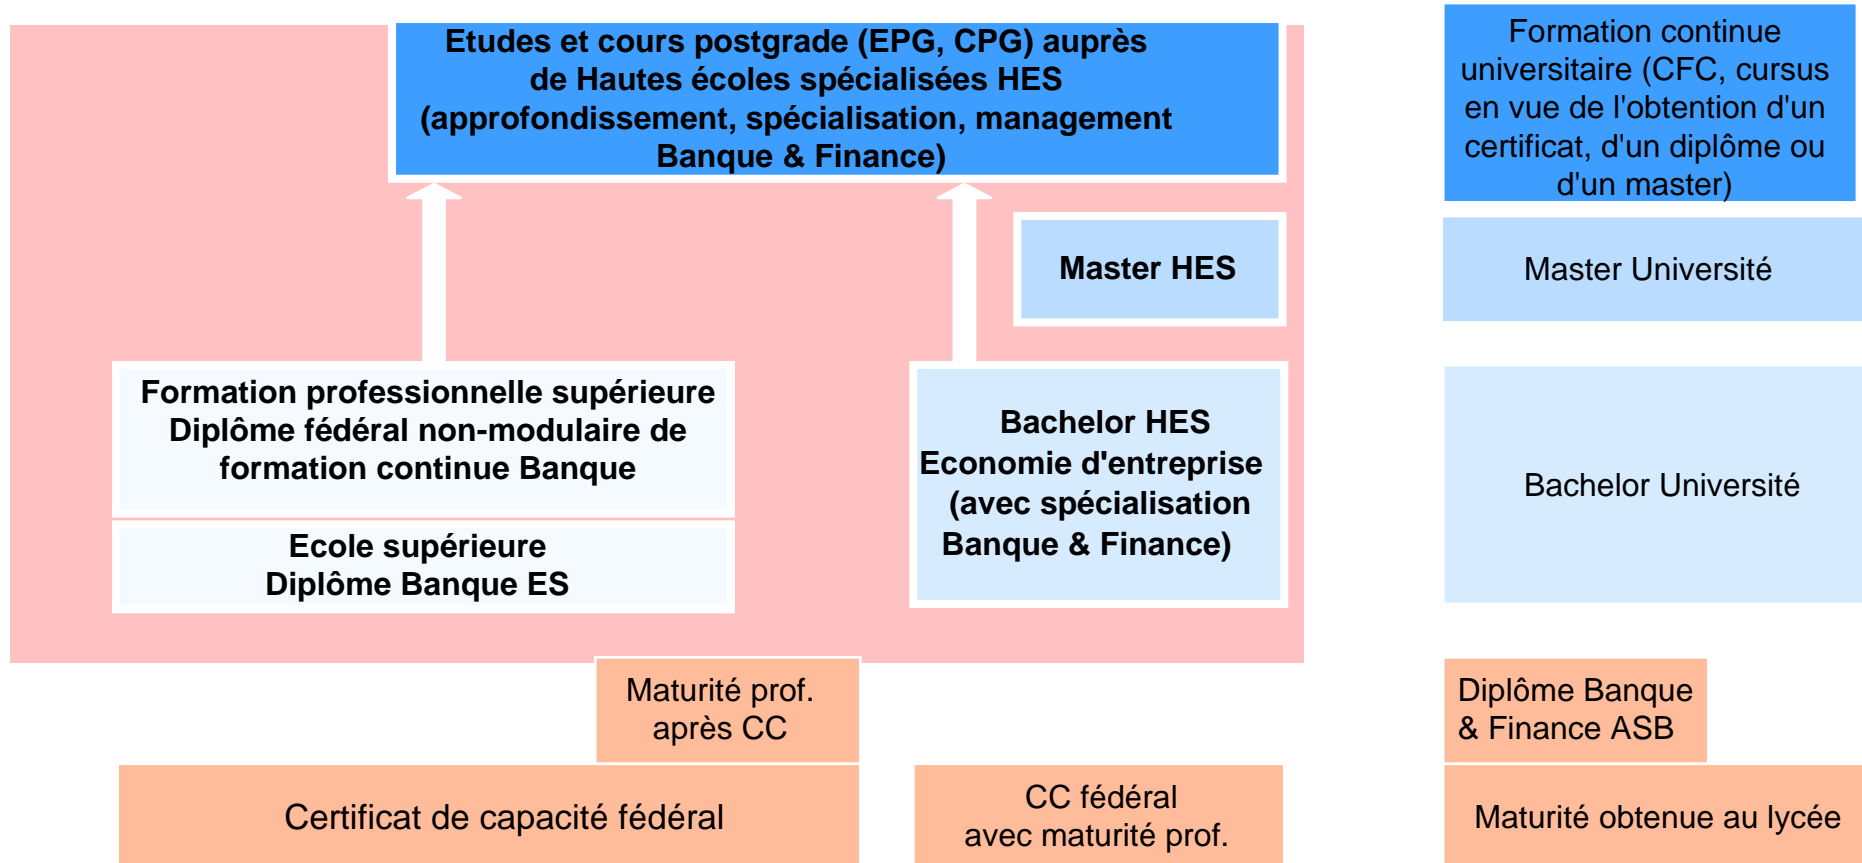 Etudes et cours postgrade (EPG, CPG) auprès
de Hautes écoles spécialisées HES
(approfondissement, spécialisation, management
Banque & Finance)
Formation continue
universitaire (CFC, cursus
en vue de l'obtention d'un
certificat, d'un diplôme ou
d'un master)
Master HES
Master Université
Formation professionnelle supérieure
Diplôme fédéral non-modulaire de
formation continue Banque
Ecole supérieure
Diplôme Banque ES
Bachelor HES
Economie d'entreprise
(avec spécialisation
Banque & Finance)
Bachelor Université
Maturité prof.
après CC
Diplôme Banque
& Finance ASB
Certificat de capacité fédéral
CC fédéral
avec maturité prof.
Maturité obtenue au lycée